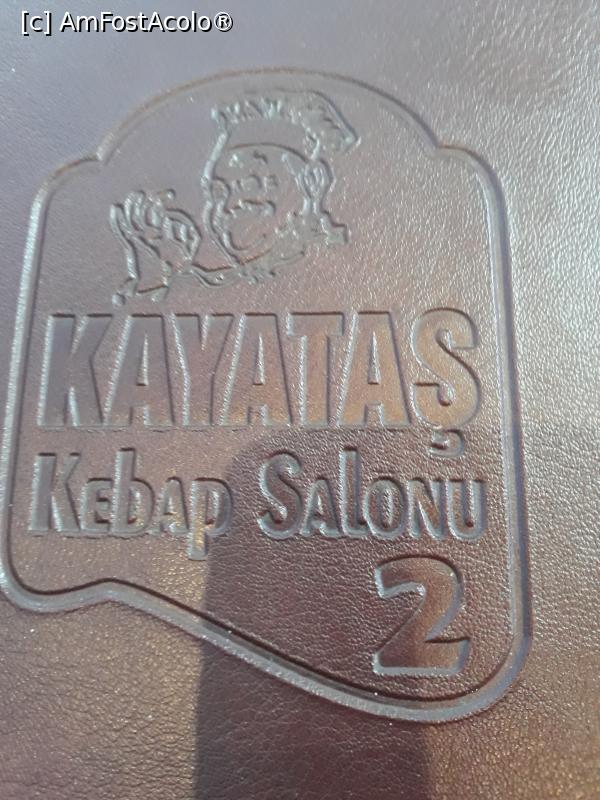 [c] AmFostAcolo®
KAYATAŞ
Kebap Salonu
2